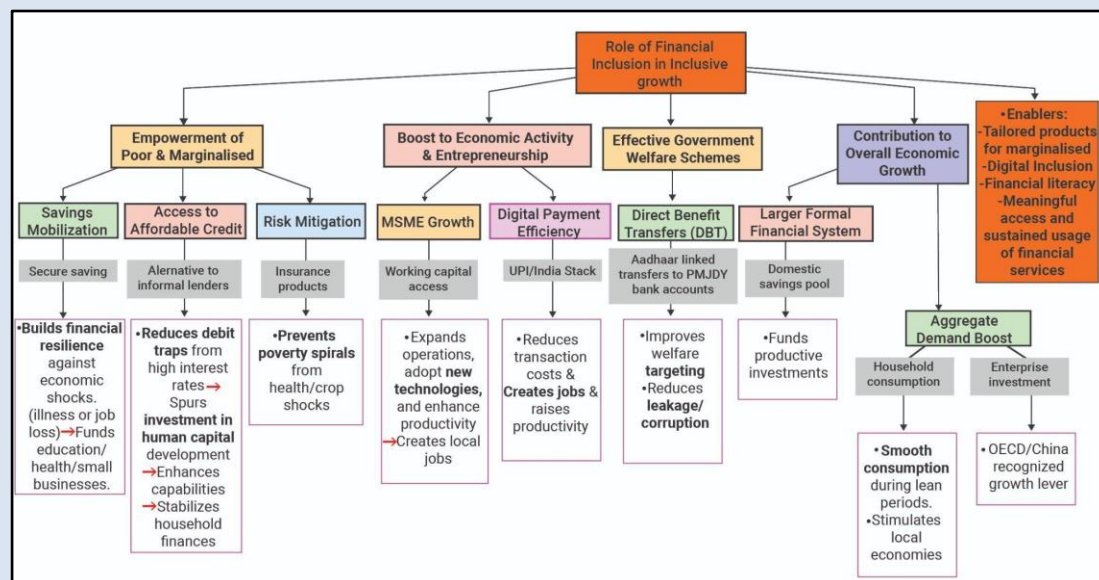 Role of Financial
Inclusion in Inclusive
growth
Empowerment of
Poor & Marginalised
Boost to Economic Activity
& Entrepreneurship
Effective Government
Welfare Schemes
Contribution to
Overall Economic
Growth
•Enablers:
-Tailored products
for marginalised
-Digital Inclusion
-Financial literacy
-Meaningful
access and
sustained usage
of financial
services
Savings
Mobilization
Access to
Affordable Credit
Risk Mitigation
MSME Growth
Digital Payment
Efficiency
Direct Benefit
Transfers (DBT)
Larger Formal
Financial System
Secure saving
Alernative to
informal lenders
Insurance
products
Working capital
access
UPI/India Stack
Aadhaar linked
transfers to PMJDY
bank accounts
Domestic
savings pool
Aggregate
Demand Boost
Household
consumption
Enterprise
investment
•Builds financial
resilience
against
economic
shocks.
(illness or job
loss)→Funds
education/
health/small
businesses.
•Reduces debit
traps from
high interest
rates →
Spurs
investment in
human capital
development
→Enhances
capabilities
→Stabilizes
household
finances
•Prevents
poverty spirals
from
health/crop
shocks
•Expands
operations,
adopt new
technologies,
and enhance
productivity
→Creates local
jobs
•Reduces
transaction
costs &
Creates jobs &
raises
productivity
•Improves
welfare
targeting
•Reduces
leakage/
corruption
•Funds
productive
investments
•Smooth
consumption
during lean
periods.
•Stimulates
local
economies
•OECD/China
recognized
growth lever